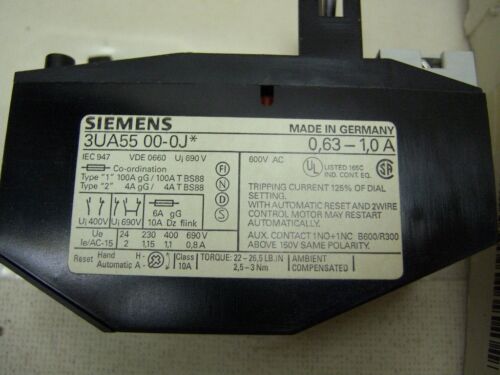 SIEMENS
MADE IN GERMANY
3UA55 00-0J*
0,63 – 1,0 A
IEC 947 VDE 0660 Ui 690 V
600V AC
UL LISTED 165C
IND. CONT. EQ.
Co-ordination
Type "1" 100A gG / 100A T BS88
Type "2" 4A gG / 4A T BS88
TRIPPING CURRENT 125% OF DIAL
SETTING.
WITH AUTOMATIC RESET AND 2WIRE
CONTROL MOTOR MAY RESTART
AUTOMATICALLY.
6A gG
Ui 400V Ui 690V 10A Dz flink
Ue 24 230 400 690 V
Ie/AC-15 2 1,15 1,1 0,8 A
AUX. CONTACT 1NO+1NC B600/R300
ABOVE 150V SAME POLARITY.
Reset Hand H -
Automatic A -
Class
10A
TORQUE: 22 – 26,5 LB.IN
2,5 – 3 Nm
AMBIENT
COMPENSATED